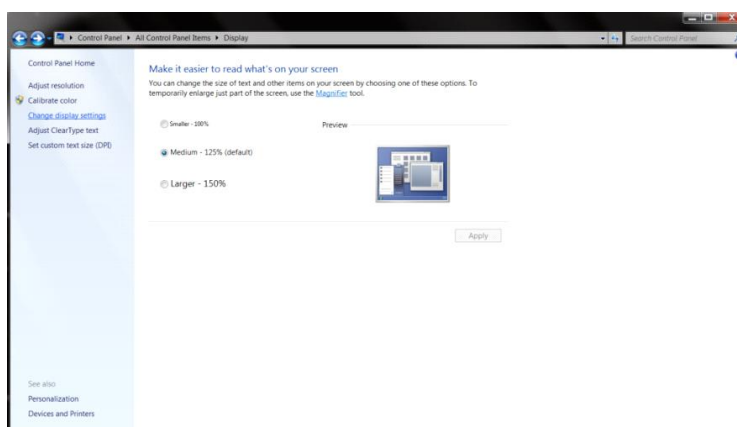 Control Panel ▸ All Control Panel Items ▸ Display
Search Control Panel
Control Panel Home
Adjust resolution
Calibrate color
Change display settings
Adjust ClearType text
Set custom text size (DPI)
Make it easier to read what's on your screen
You can change the size of text and other items on your screen by choosing one of these options. To
temporarily enlarge just part of the screen, use the Magnifier tool.
Smaller - 100%
Preview
Medium - 125% (default)
Larger - 150%
Apply
See also
Personalization
Devices and Printers